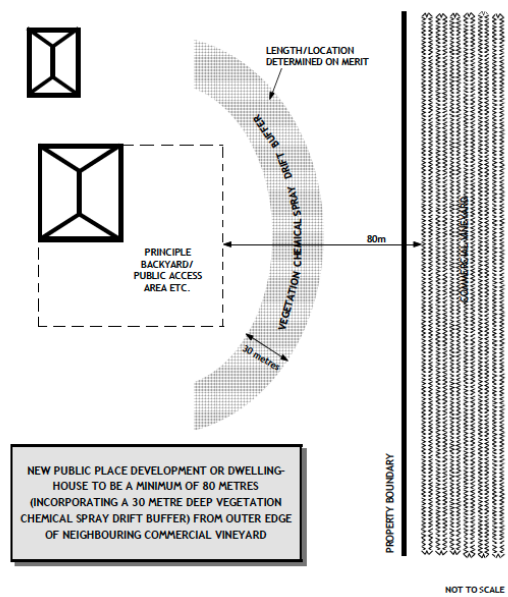 LENGTH/LOCATION
DETERMINED ON MERIT
VEGETATION CHEMICAL SPRAY DRIFT BUFFER
80m
COMMERCIAL VINEYARD
PRINCIPLE
BACKYARD/
PUBLIC ACCESS
AREA ETC.
30 metres
NEW PUBLIC PLACE DEVELOPMENT OR DWELLING-
HOUSE TO BE A MINIMUM OF 80 METRES
(INCORPORATING A 30 METRE DEEP VEGETATION
CHEMICAL SPRAY DRIFT BUFFER) FROM OUTER EDGE
OF NEIGHBOURING COMMERCIAL VINEYARD
PROPERTY BOUNDARY
NOT TO SCALE